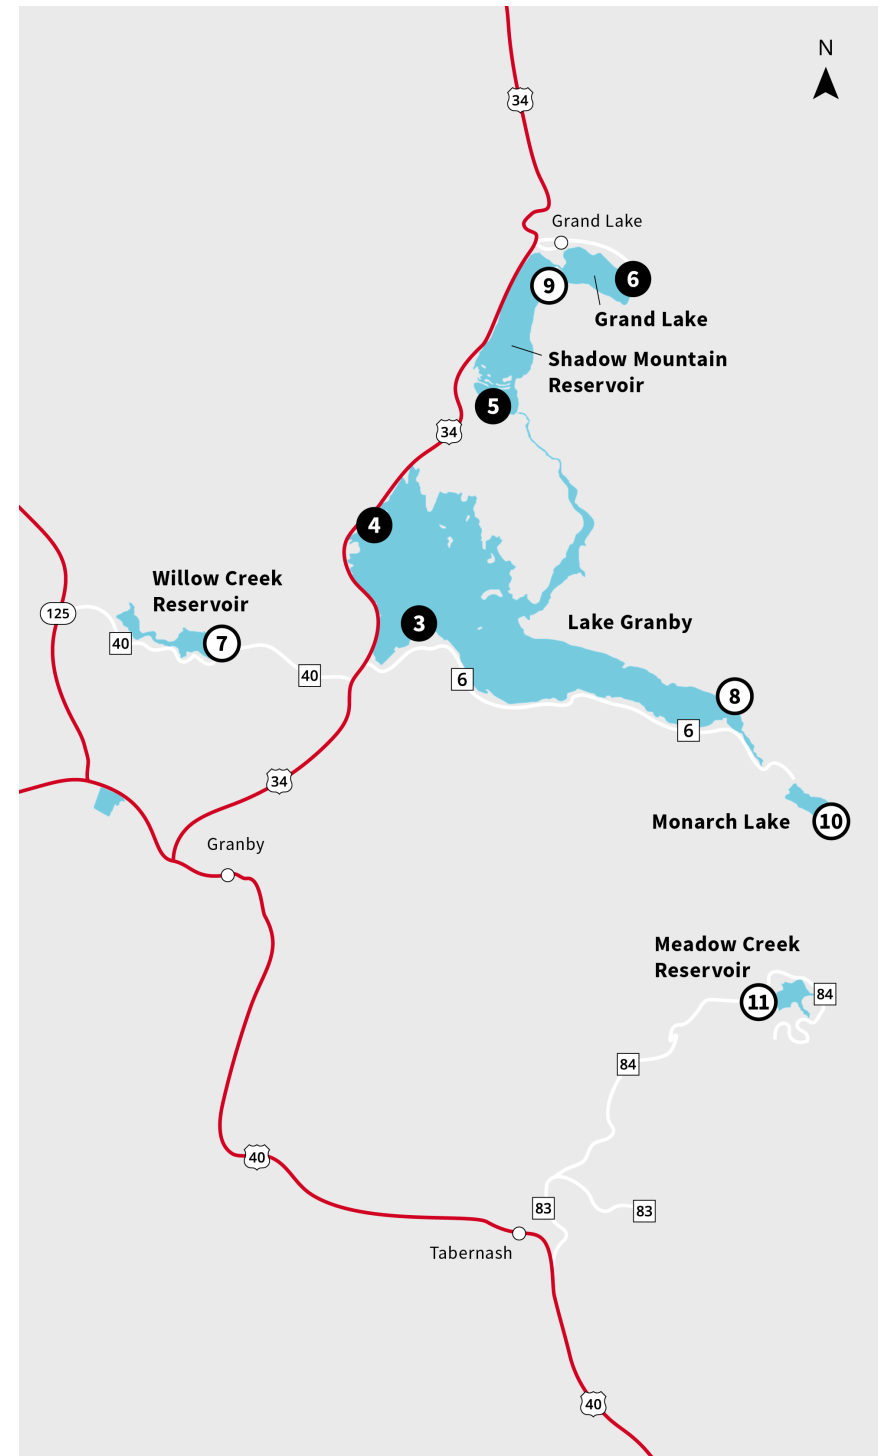 N
34
Grand Lake
6
9
Grand Lake
Shadow Mountain
Reservoir
5
34
4
Willow Creek
Reservoir
125
3
Lake Granby
40
7
40
6
8
6
34
Monarch Lake
10
Granby
Meadow Creek
Reservoir
11
84
84
40
83
83
Tabernash
40